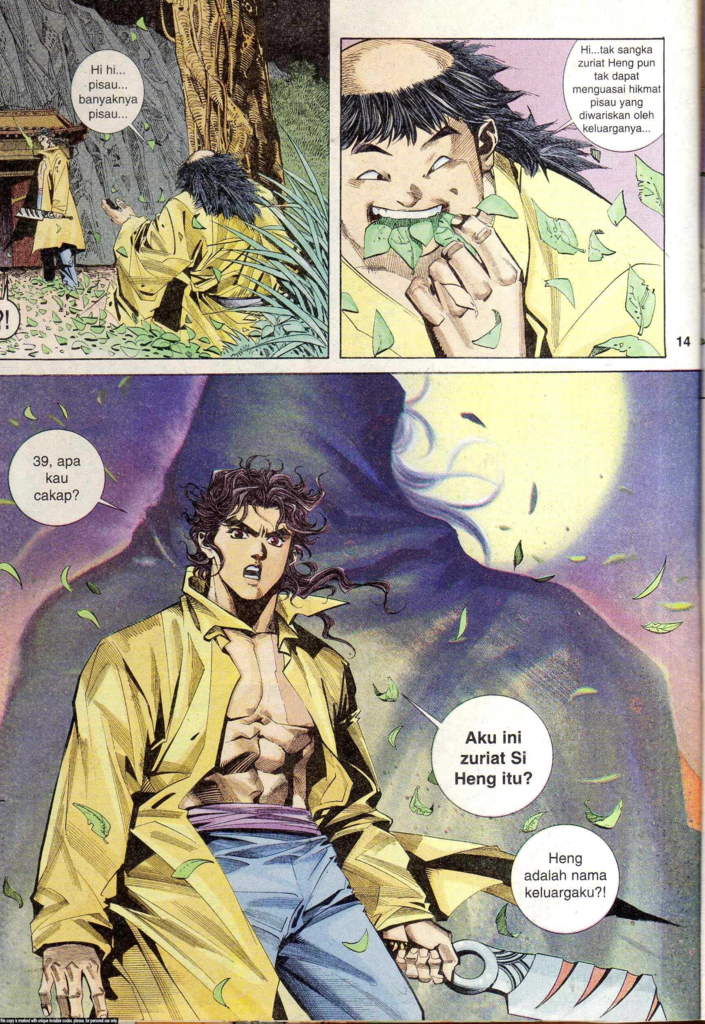 Hi hi...
pisau...
banyaknya
pisau...
?!
Hi...tak sangka
zuriat Heng pun
tak dapat
menguasai hikmat
pisau yang
diwariskan oleh
keluarganya...
14
39, apa
kau
cakap?
Aku ini
zuriat Si
Heng itu?
Heng
adalah nama
keluargaku?!